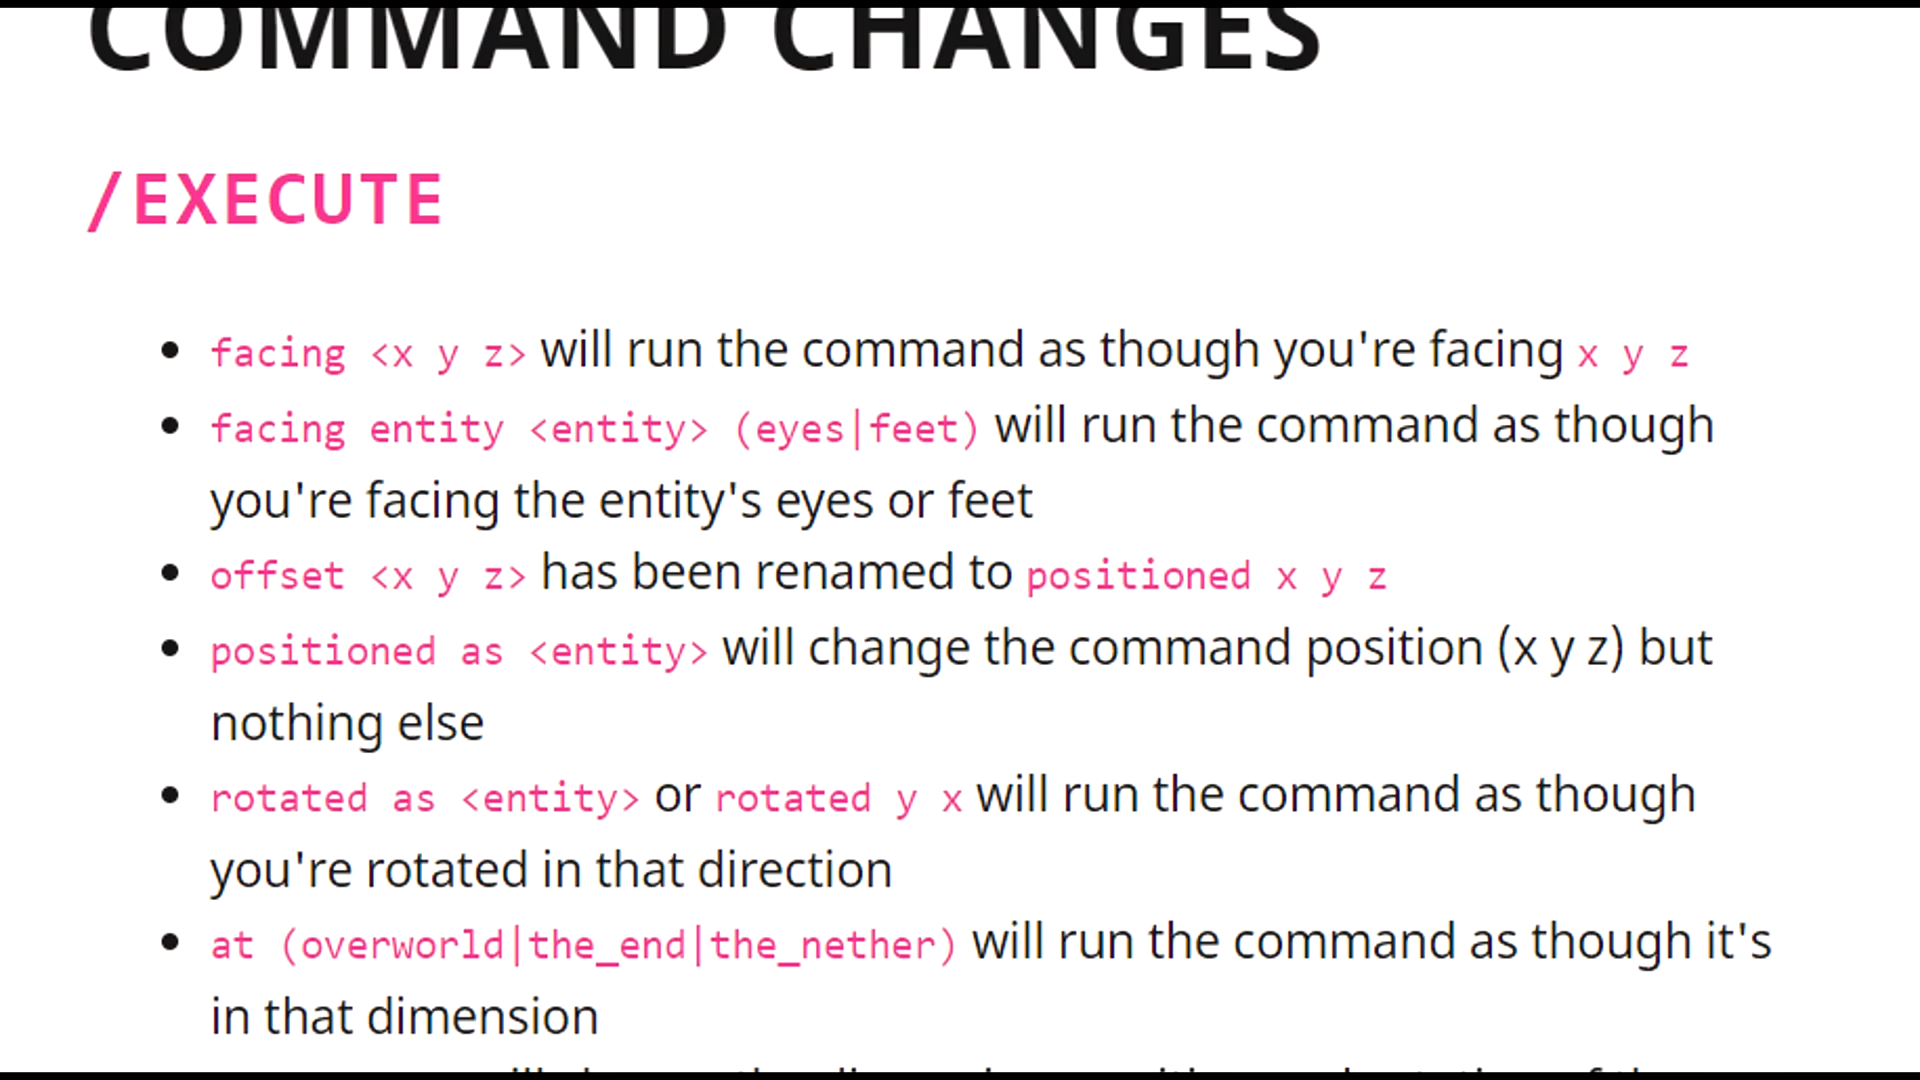 COMMAND CHANGES
/EXECUTE
• facing <x y z> will run the command as though you're facing x y z
• facing entity <entity> (eyes|feet) will run the command as though
you're facing the entity's eyes or feet
• offset <x y z> has been renamed to positioned x y z
• positioned as <entity> will change the command position (x y z) but
nothing else
• rotated as <entity> or rotated y x will run the command as though
you're rotated in that direction
• at (overworld|the_end|the_nether) will run the command as though it's
in that dimension